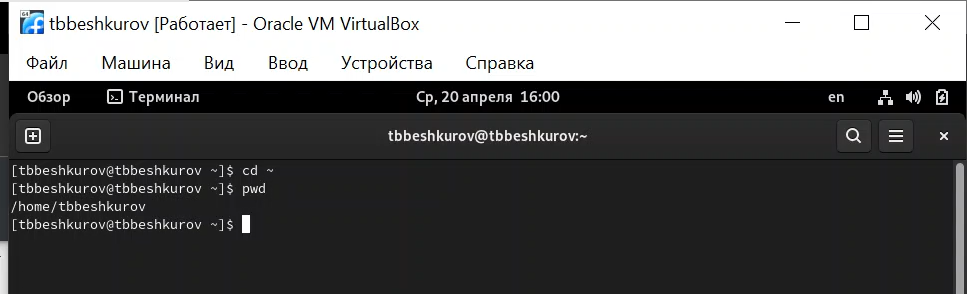 tbbeshkurov [Работает] - Oracle VM VirtualBox
Файл Машина Вид Ввод Устройства Справка
Обзор Терминал Ср, 20 апреля 16:00 en
tbbeshkurov@tbbeshkurov:~
[tbbeshkurov@tbbeshkurov ~]$ cd ~
[tbbeshkurov@tbbeshkurov ~]$ pwd
/home/tbbeshkurov
[tbbeshkurov@tbbeshkurov ~]$